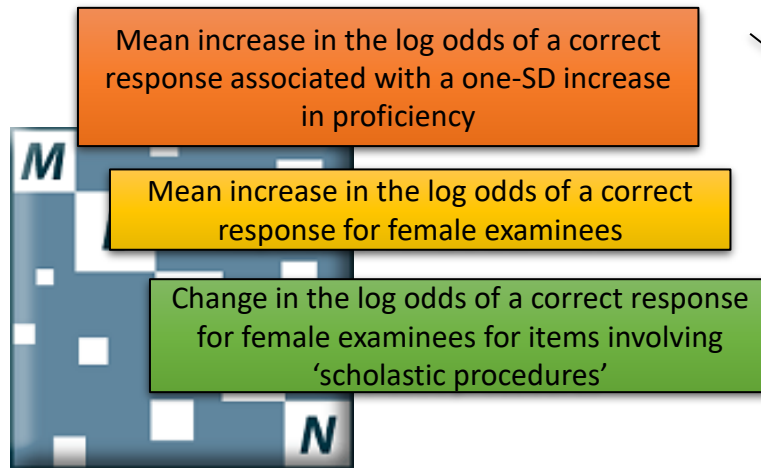 Mean increase in the log odds of a correct
response associated with a one-SD increase
in proficiency
M
Mean increase in the log odds of a correct
response for female examinees
Change in the log odds of a correct response
for female examinees for items involving
‘scholastic procedures’
N